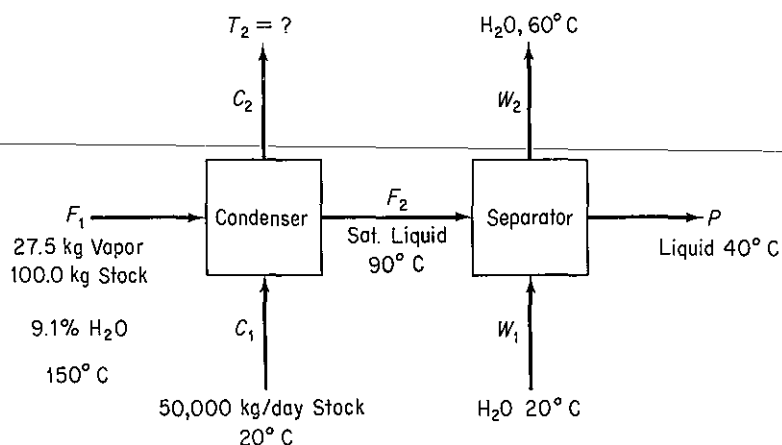 T₂ = ?
H₂O, 60° C
C₂
W₂
F₁
Condenser
F₂
Separator
P
27.5 kg Vapor
100.0 kg Stock
Sat. Liquid
90° C
Liquid 40° C
9.1% H₂O
150° C
C₁
W₁
50,000 kg/day Stock
20° C
H₂O 20° C